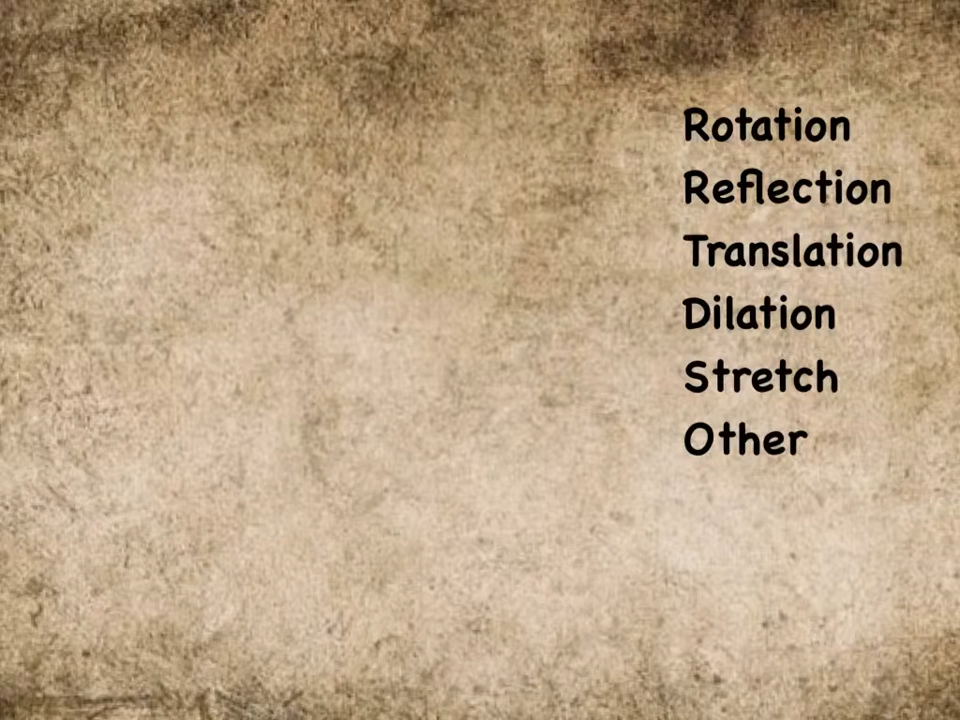 Rotation
Reflection
Translation
Dilation
Stretch
Other